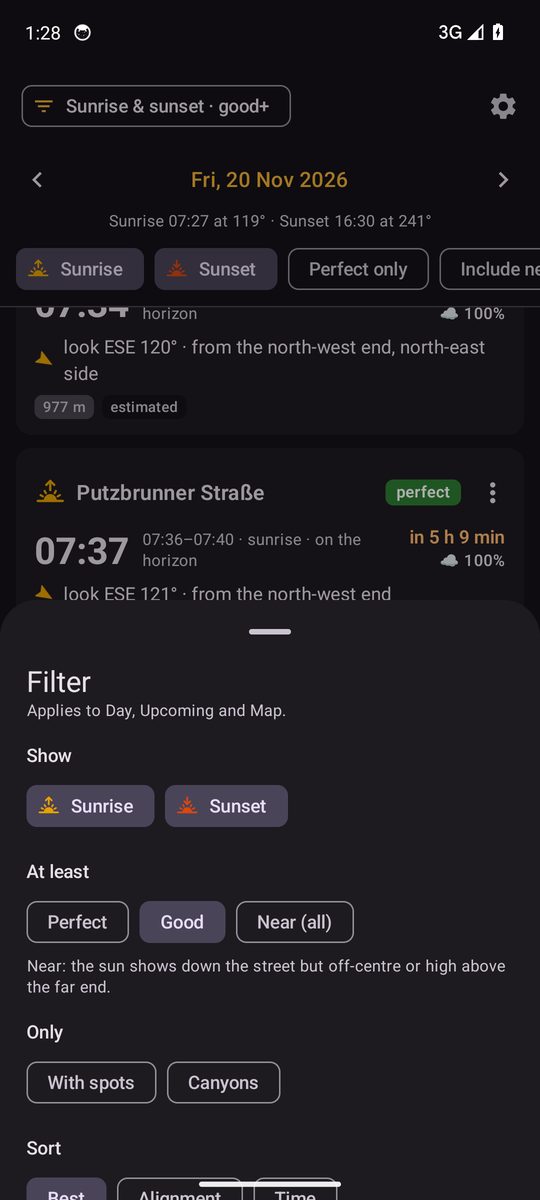 1:28
3G
Sunrise & sunset · good+
Fri, 20 Nov 2026
Sunrise 07:27 at 119° · Sunset 16:30 at 241°
Sunrise
Sunset
Perfect only
Include ne
horizon
100%
look ESE 120° · from the north-west end, north-east
side
977 m
estimated
Putzbrunner Straße
perfect
07:37
07:36–07:40 · sunrise · on the
horizon
in 5 h 9 min
100%
look ESE 121° · from the north-west end
Filter
Applies to Day, Upcoming and Map.
Show
Sunrise
Sunset
At least
Perfect
Good
Near (all)
Near: the sun shows down the street but off-centre or high above
the far end.
Only
With spots
Canyons
Sort
Best
Alignment
Time